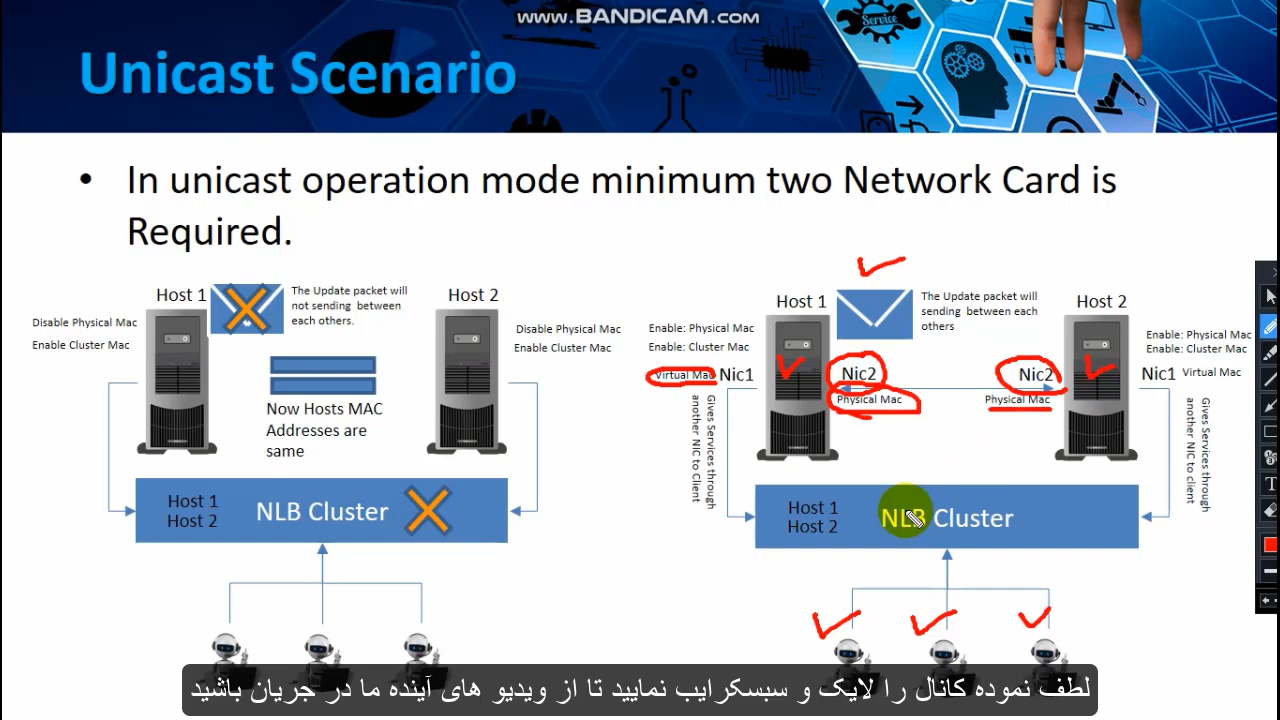 WWW.BANDICAM.COM
Service
Unicast Scenario
• In unicast operation mode minimum two Network Card is
Required.
Host 1
The Update packet will
not sending between
each others.
Host 2
Disable Physical Mac
Enable Cluster Mac
Disable Physical Mac
Enable Cluster Mac
Now Hosts MAC
Addresses are
same
Host 1
Host 2
NLB Cluster
Host 1
The Update packet will
sending between each
others
Host 2
Enable: Physical Mac
Enable: Cluster Mac
Enable: Physical Mac
Enable: Cluster Mac
Virtual Mac
Nic1
Nic2
Nic2
Nic1
Virtual Mac
Physical Mac
Physical Mac
Gives Services through
another NIC to Client
Gives Services through
another NIC to client
Host 1
Host 2
NLB Cluster
لطف نموده کانال را لایک و سبسکرایب نمایید تا از ویدیو های آینده ما در جریان باشید